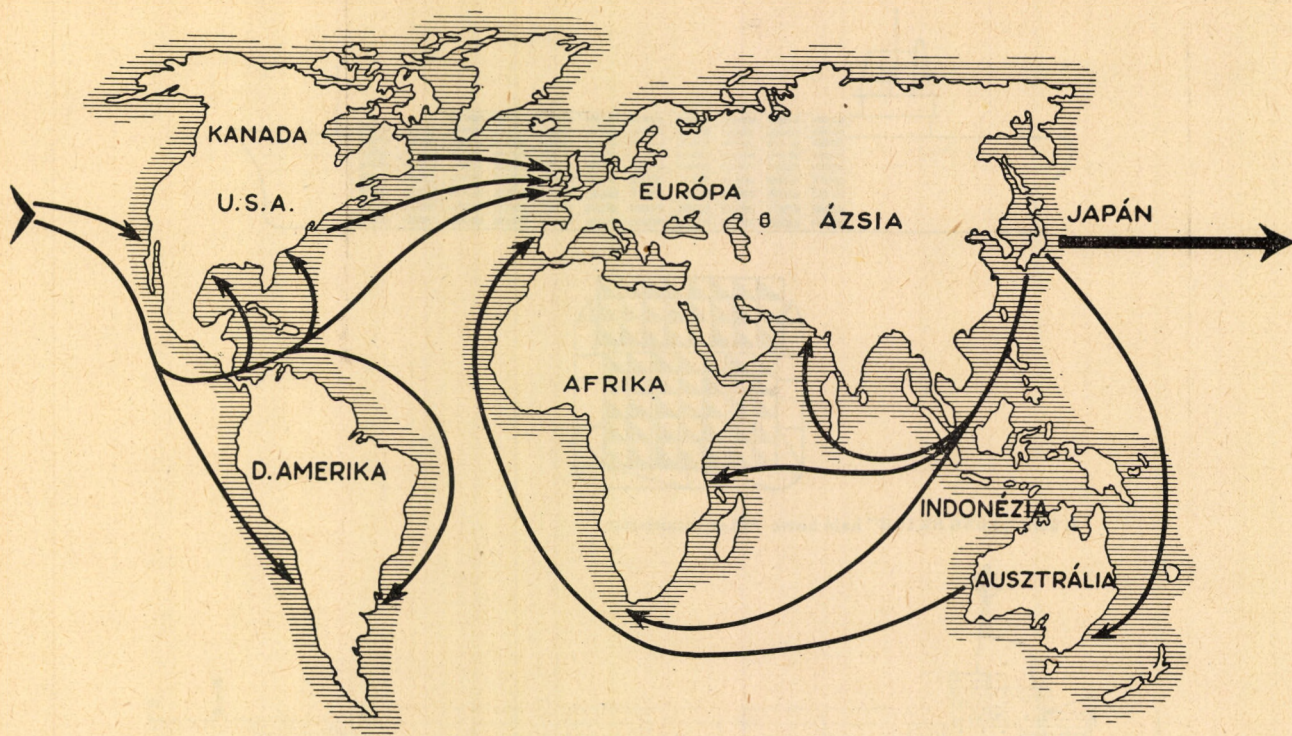 KANADA
U.S.A.
EURÓPA
ÁZSIA
JAPÁN
AFRIKA
D. AMERIKA
INDONÉZIA
AUSZTRÁLIA